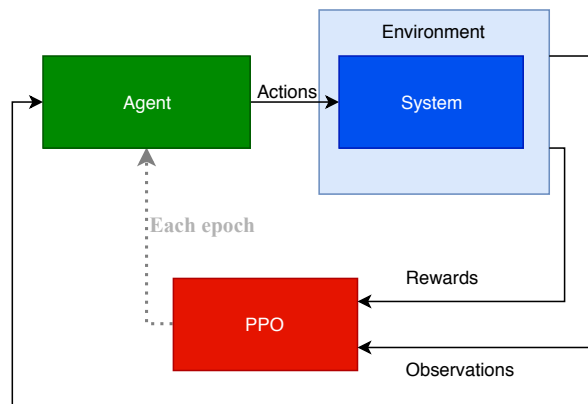 Environment
Agent
Actions
System
Each epoch
Rewards
PPO
Observations